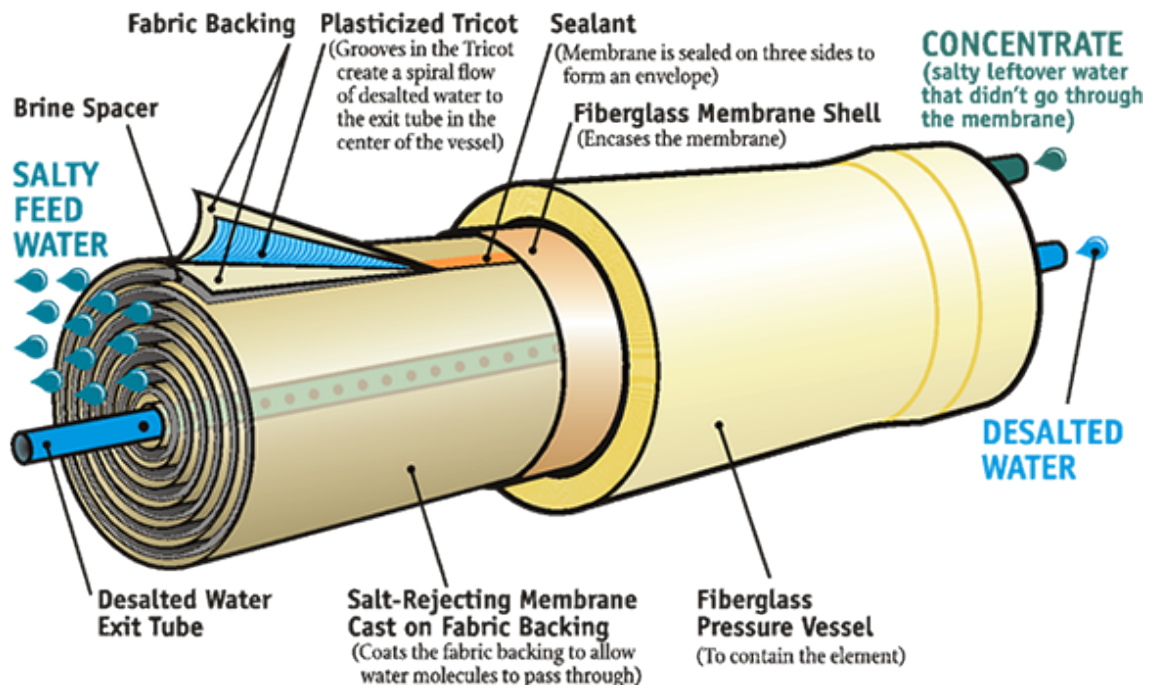 Fabric Backing
Plasticized Tricot
(Grooves in the Tricot
create a spiral flow
of desalted water to
the exit tube in the
center of the vessel)
Sealant
(Membrane is sealed on three sides to
form an envelope)
Fiberglass Membrane Shell
(Encases the membrane)
CONCENTRATE
(salty leftover water
that didn't go through
the membrane)
Brine Spacer
SALTY
FEED
WATER
DESALTED
WATER
Desalted Water
Exit Tube
Salt-Rejecting Membrane
Cast on Fabric Backing
(Coats the fabric backing to allow
water molecules to pass through)
Fiberglass
Pressure Vessel
(To contain the element)